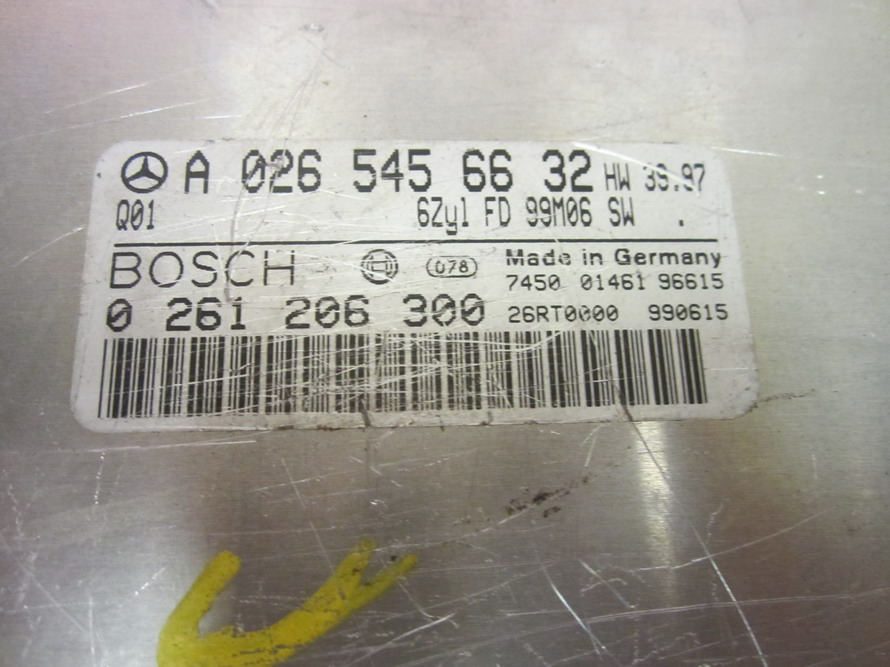 A 026 545 66 32 HW 39.97
Q01 6Zyl FD 99M06 SW .
BOSCH 078 Made in Germany
7450 01461 96615
0 261 206 300 26RT0000 990615